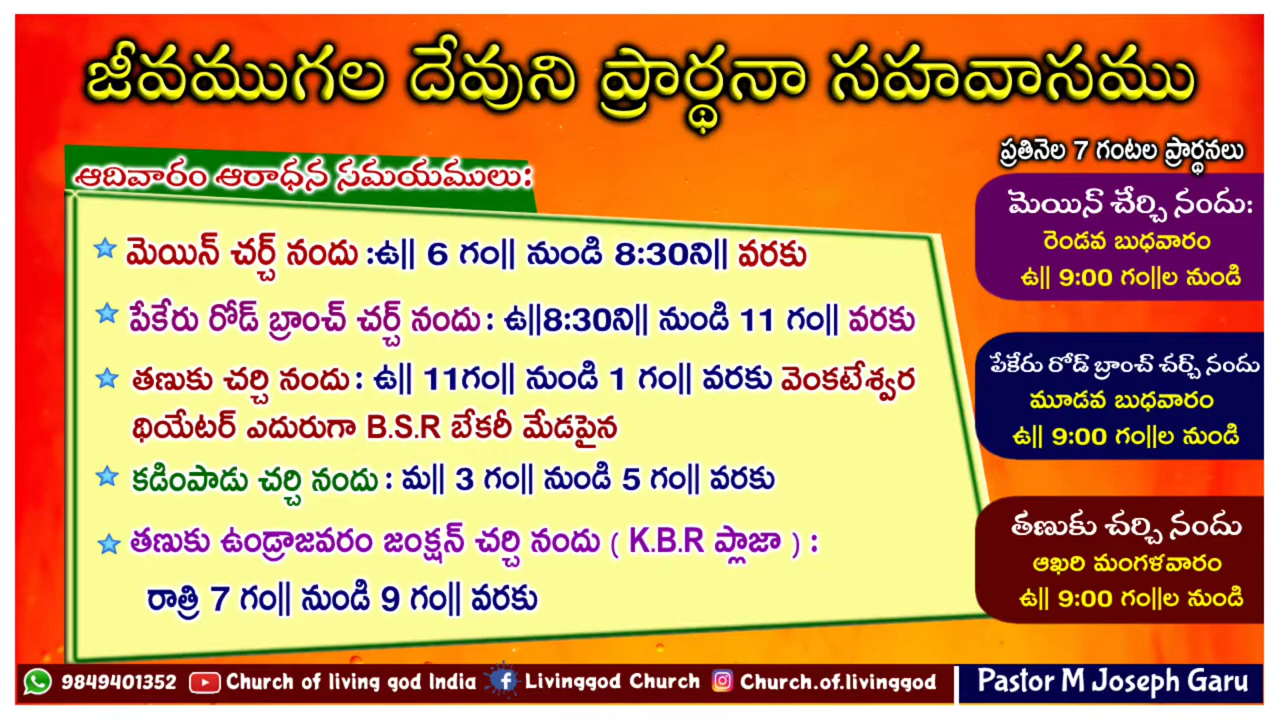 జీవముగల దేవుని ప్రార్థనా సహవాసము
ఆదివారం ఆరాధన సమయములు:
మెయిన్ చర్చ్ నందు :ఉ|| 6 గం|| నుండి 8:30ని|| వరకు
పేకేరు రోడ్ బ్రాంచ్ చర్చ్ నందు : ఉ||8:30ని|| నుండి 11 గం|| వరకు
తణుకు చర్చి నందు : ఉ|| 11గం|| నుండి 1 గం|| వరకు వెంకటేశ్వర
థియేటర్ ఎదురుగా B.S.R బేకరీ మేడపైన
కడింపాడు చర్చి నందు : మ|| 3 గం|| నుండి 5 గం|| వరకు
తణుకు ఉండ్రాజవరం జంక్షన్ చర్చి నందు ( K.B.R ప్లాజా ) :
రాత్రి 7 గం|| నుండి 9 గం|| వరకు
ప్రతినెల 7 గంటల ప్రార్థనలు
మెయిన్ చేర్చి నందు:
రెండవ బుధవారం
ఉ|| 9:00 గం||ల నుండి
పేకేరు రోడ్ బ్రాంచ్ చర్చ్ నందు
మూడవ బుధవారం
ఉ|| 9:00 గం||ల నుండి
తణుకు చర్చి నందు
ఆఖరి మంగళవారం
ఉ|| 9:00 గం||ల నుండి
9849401352 Church of living god India Livinggod Church Church.of.livinggod Pastor M Joseph Garu